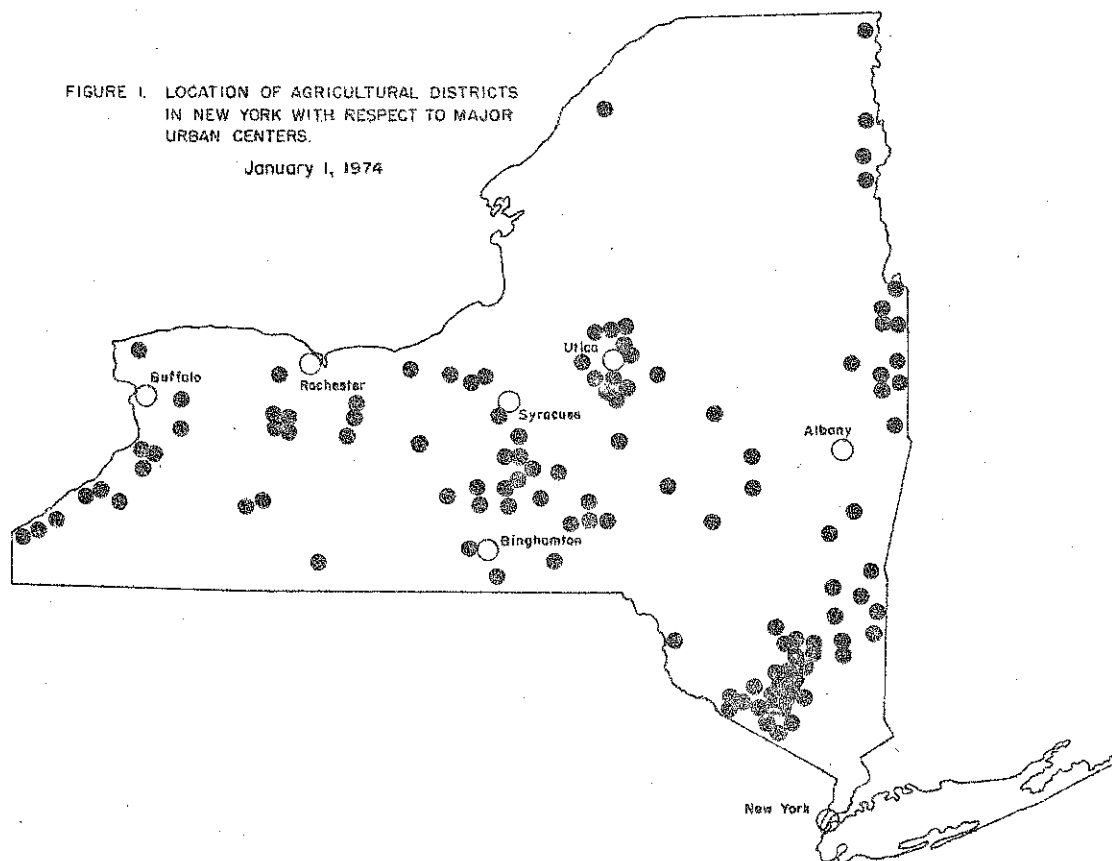 FIGURE 1. LOCATION OF AGRICULTURAL DISTRICTS
IN NEW YORK WITH RESPECT TO MAJOR
URBAN CENTERS.
January 1, 1974
Utica
Buffalo
Rochester
Syracuse
Albany
Binghamton
New York